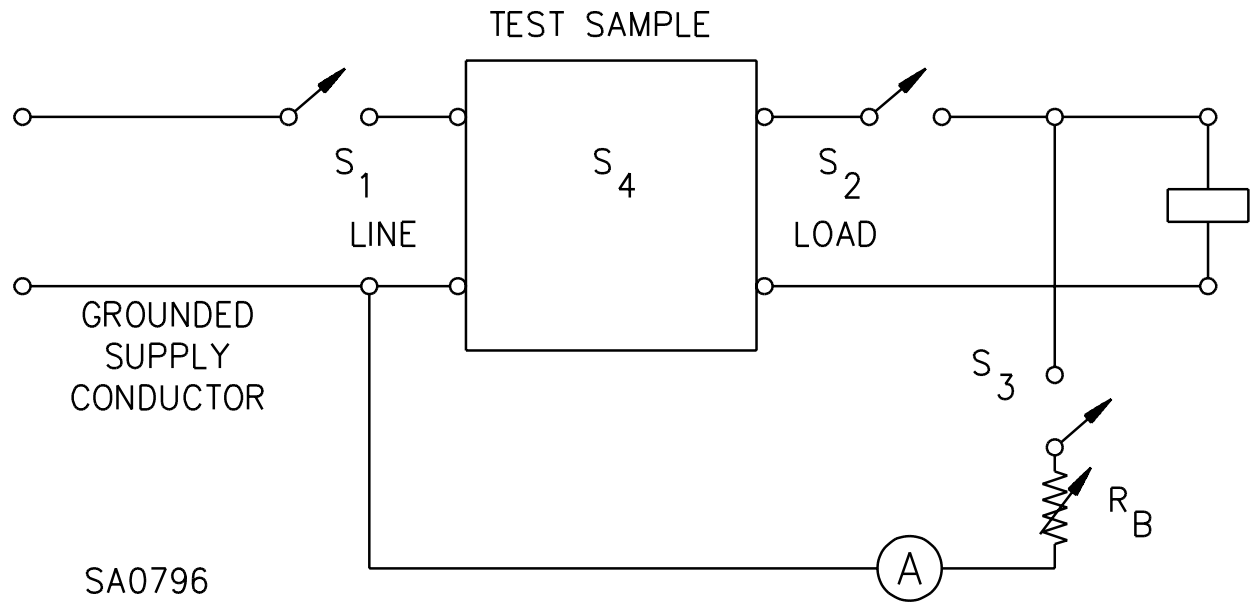 TEST SAMPLE
S1
S4
S2
LINE
LOAD
GROUNDED
SUPPLY
CONDUCTOR
S3
RB
A
SA0796